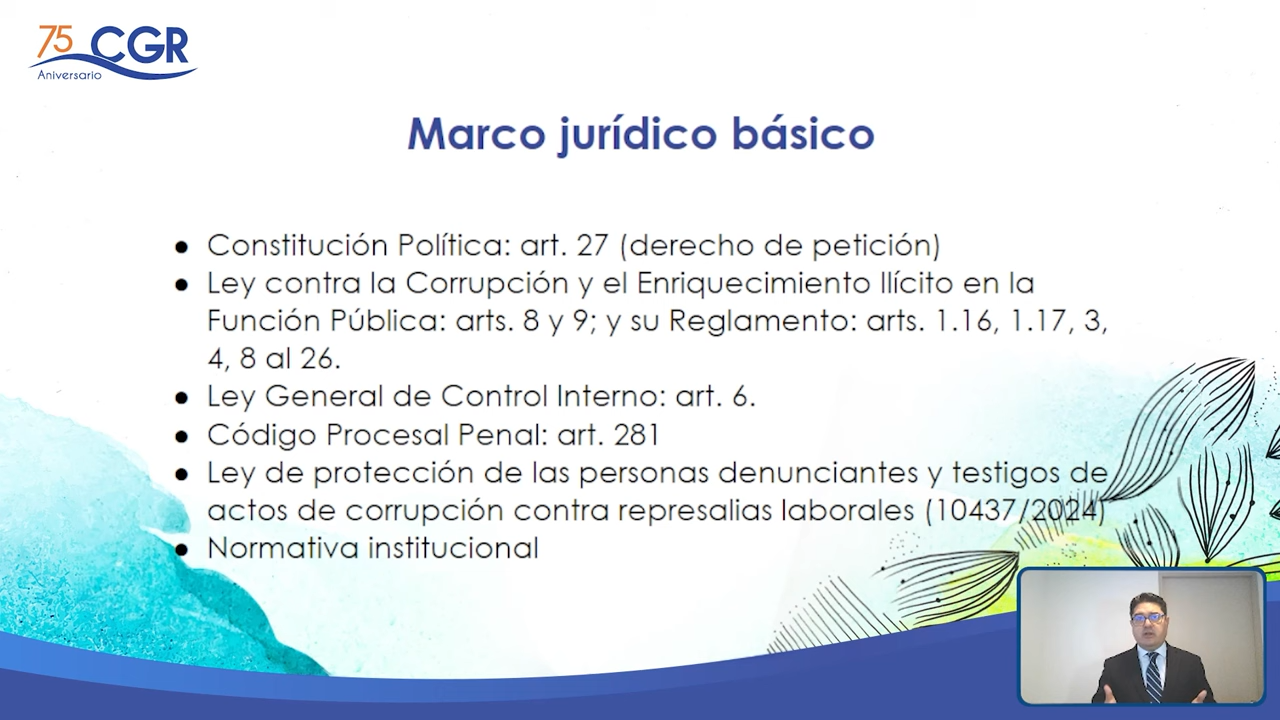 75 CGR
Aniversario
Marco jurídico básico
● Constitución Política: art. 27 (derecho de petición)
● Ley contra la Corrupción y el Enriquecimiento Ilícito en la
Función Pública: arts. 8 y 9; y su Reglamento: arts. 1.16, 1.17, 3,
4, 8 al 26.
● Ley General de Control Interno: art. 6.
● Código Procesal Penal: art. 281
● Ley de protección de las personas denunciantes y testigos de
actos de corrupción contra represalias laborales (10437/2024)
● Normativa institucional